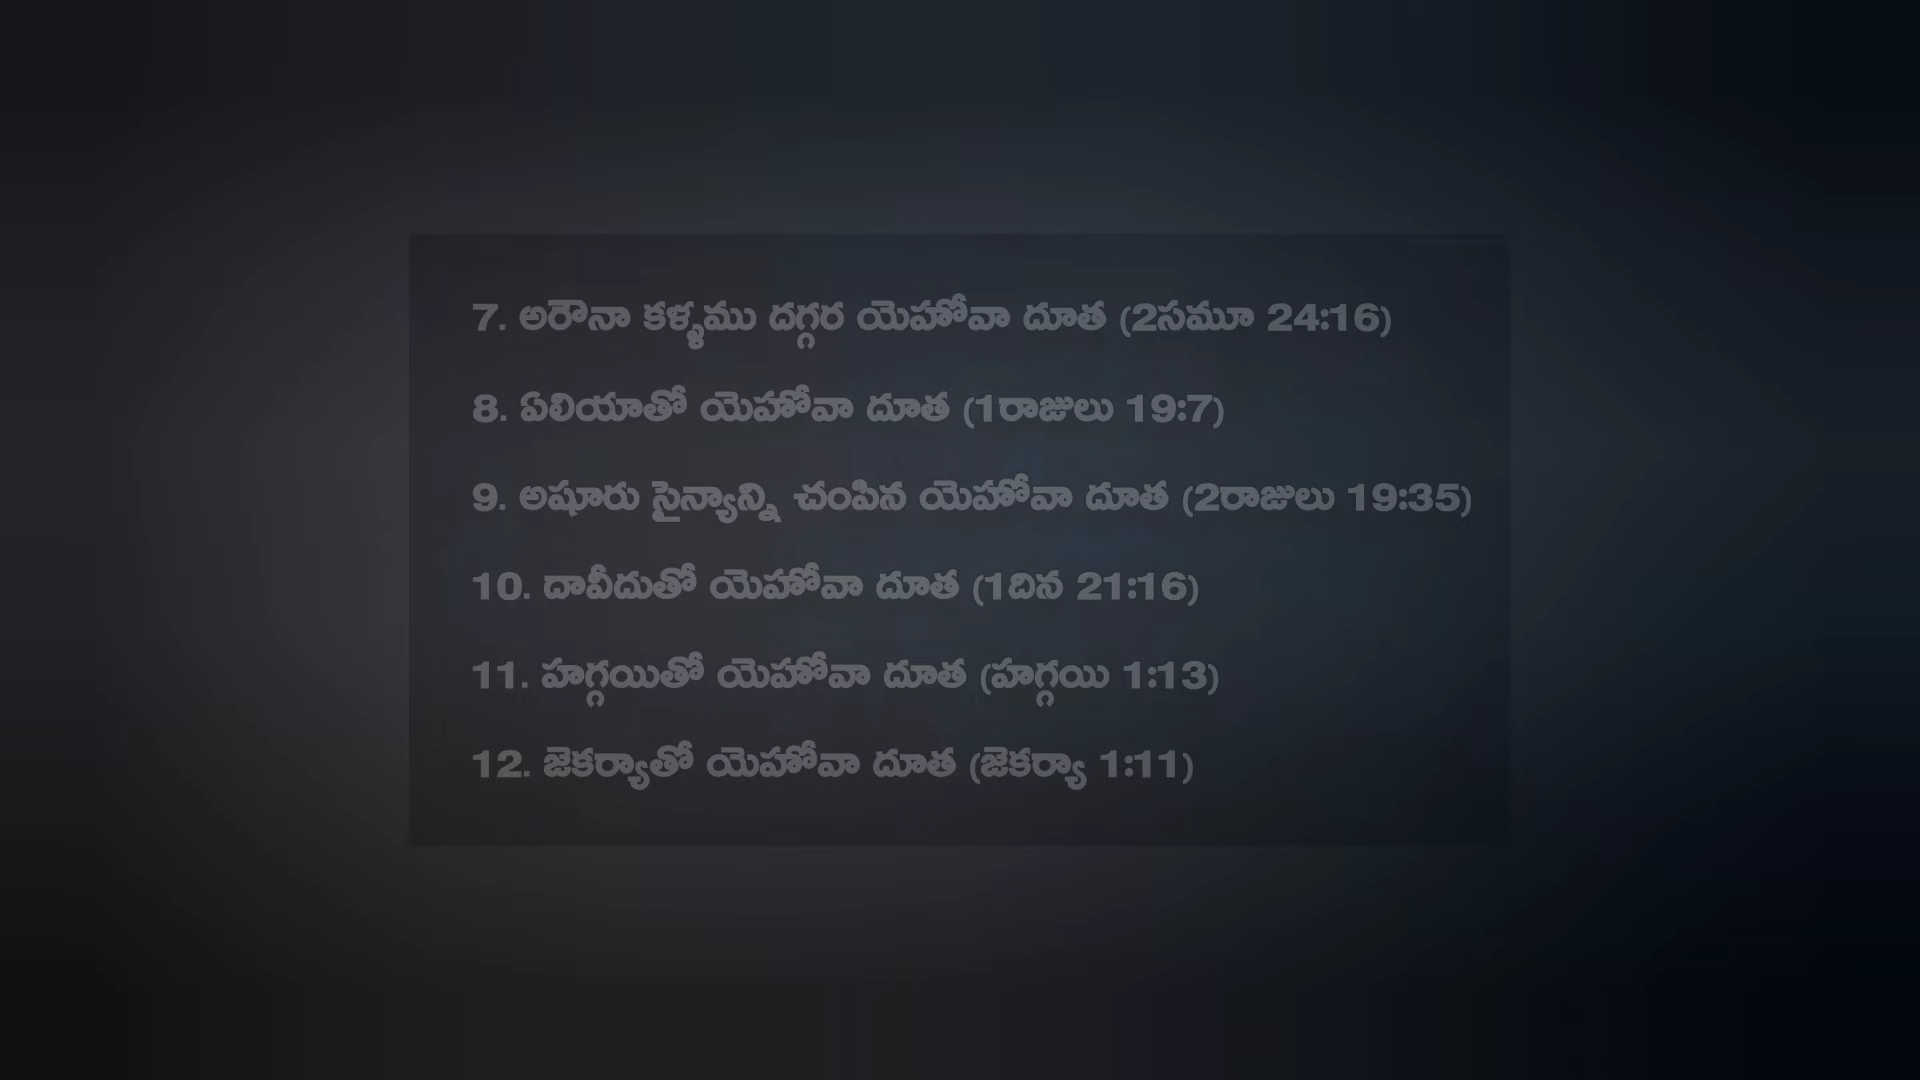 7. అరౌనా కళ్ళము దగ్గర యెహోవా దూత (2సమూ 24:16)
8. ఏలియాతో యెహోవా దూత (1రాజులు 19:7)
9. అషూరు సైన్యాన్ని చంపిన యెహోవా దూత (2రాజులు 19:35)
10. దావీదుతో యెహోవా దూత (1దిన 21:16)
11. హగ్గయితో యెహోవా దూత (హగ్గయి 1:13)
12. జెకర్యాతో యెహోవా దూత (జెకర్యా 1:11)